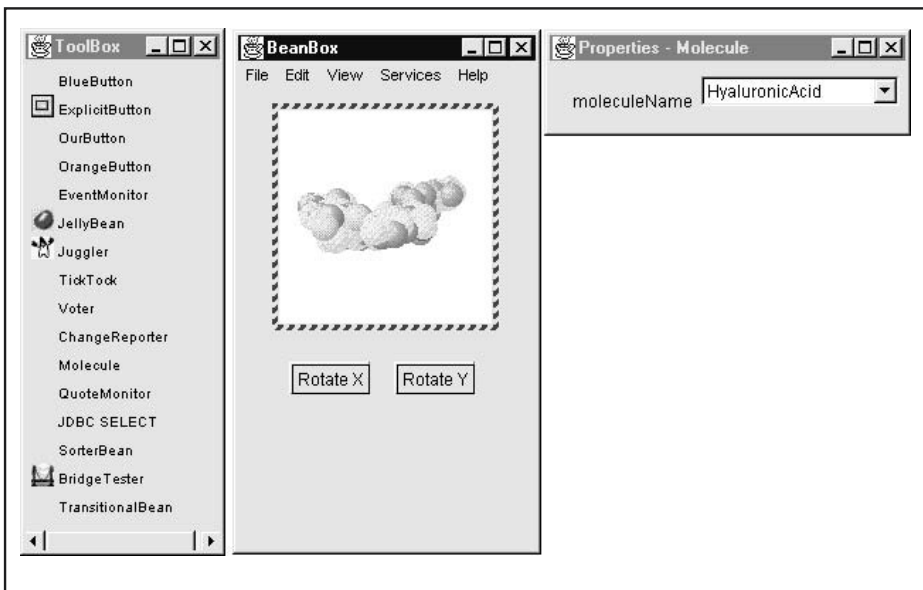 ToolBox
BlueButton
ExplicitButton
OurButton
OrangeButton
EventMonitor
JellyBean
Juggler
TickTock
Voter
ChangeReporter
Molecule
QuoteMonitor
JDBC SELECT
SorterBean
BridgeTester
TransitionalBean
BeanBox
File Edit View Services Help
Rotate X Rotate Y
Properties - Molecule
moleculeName HyaluronicAcid